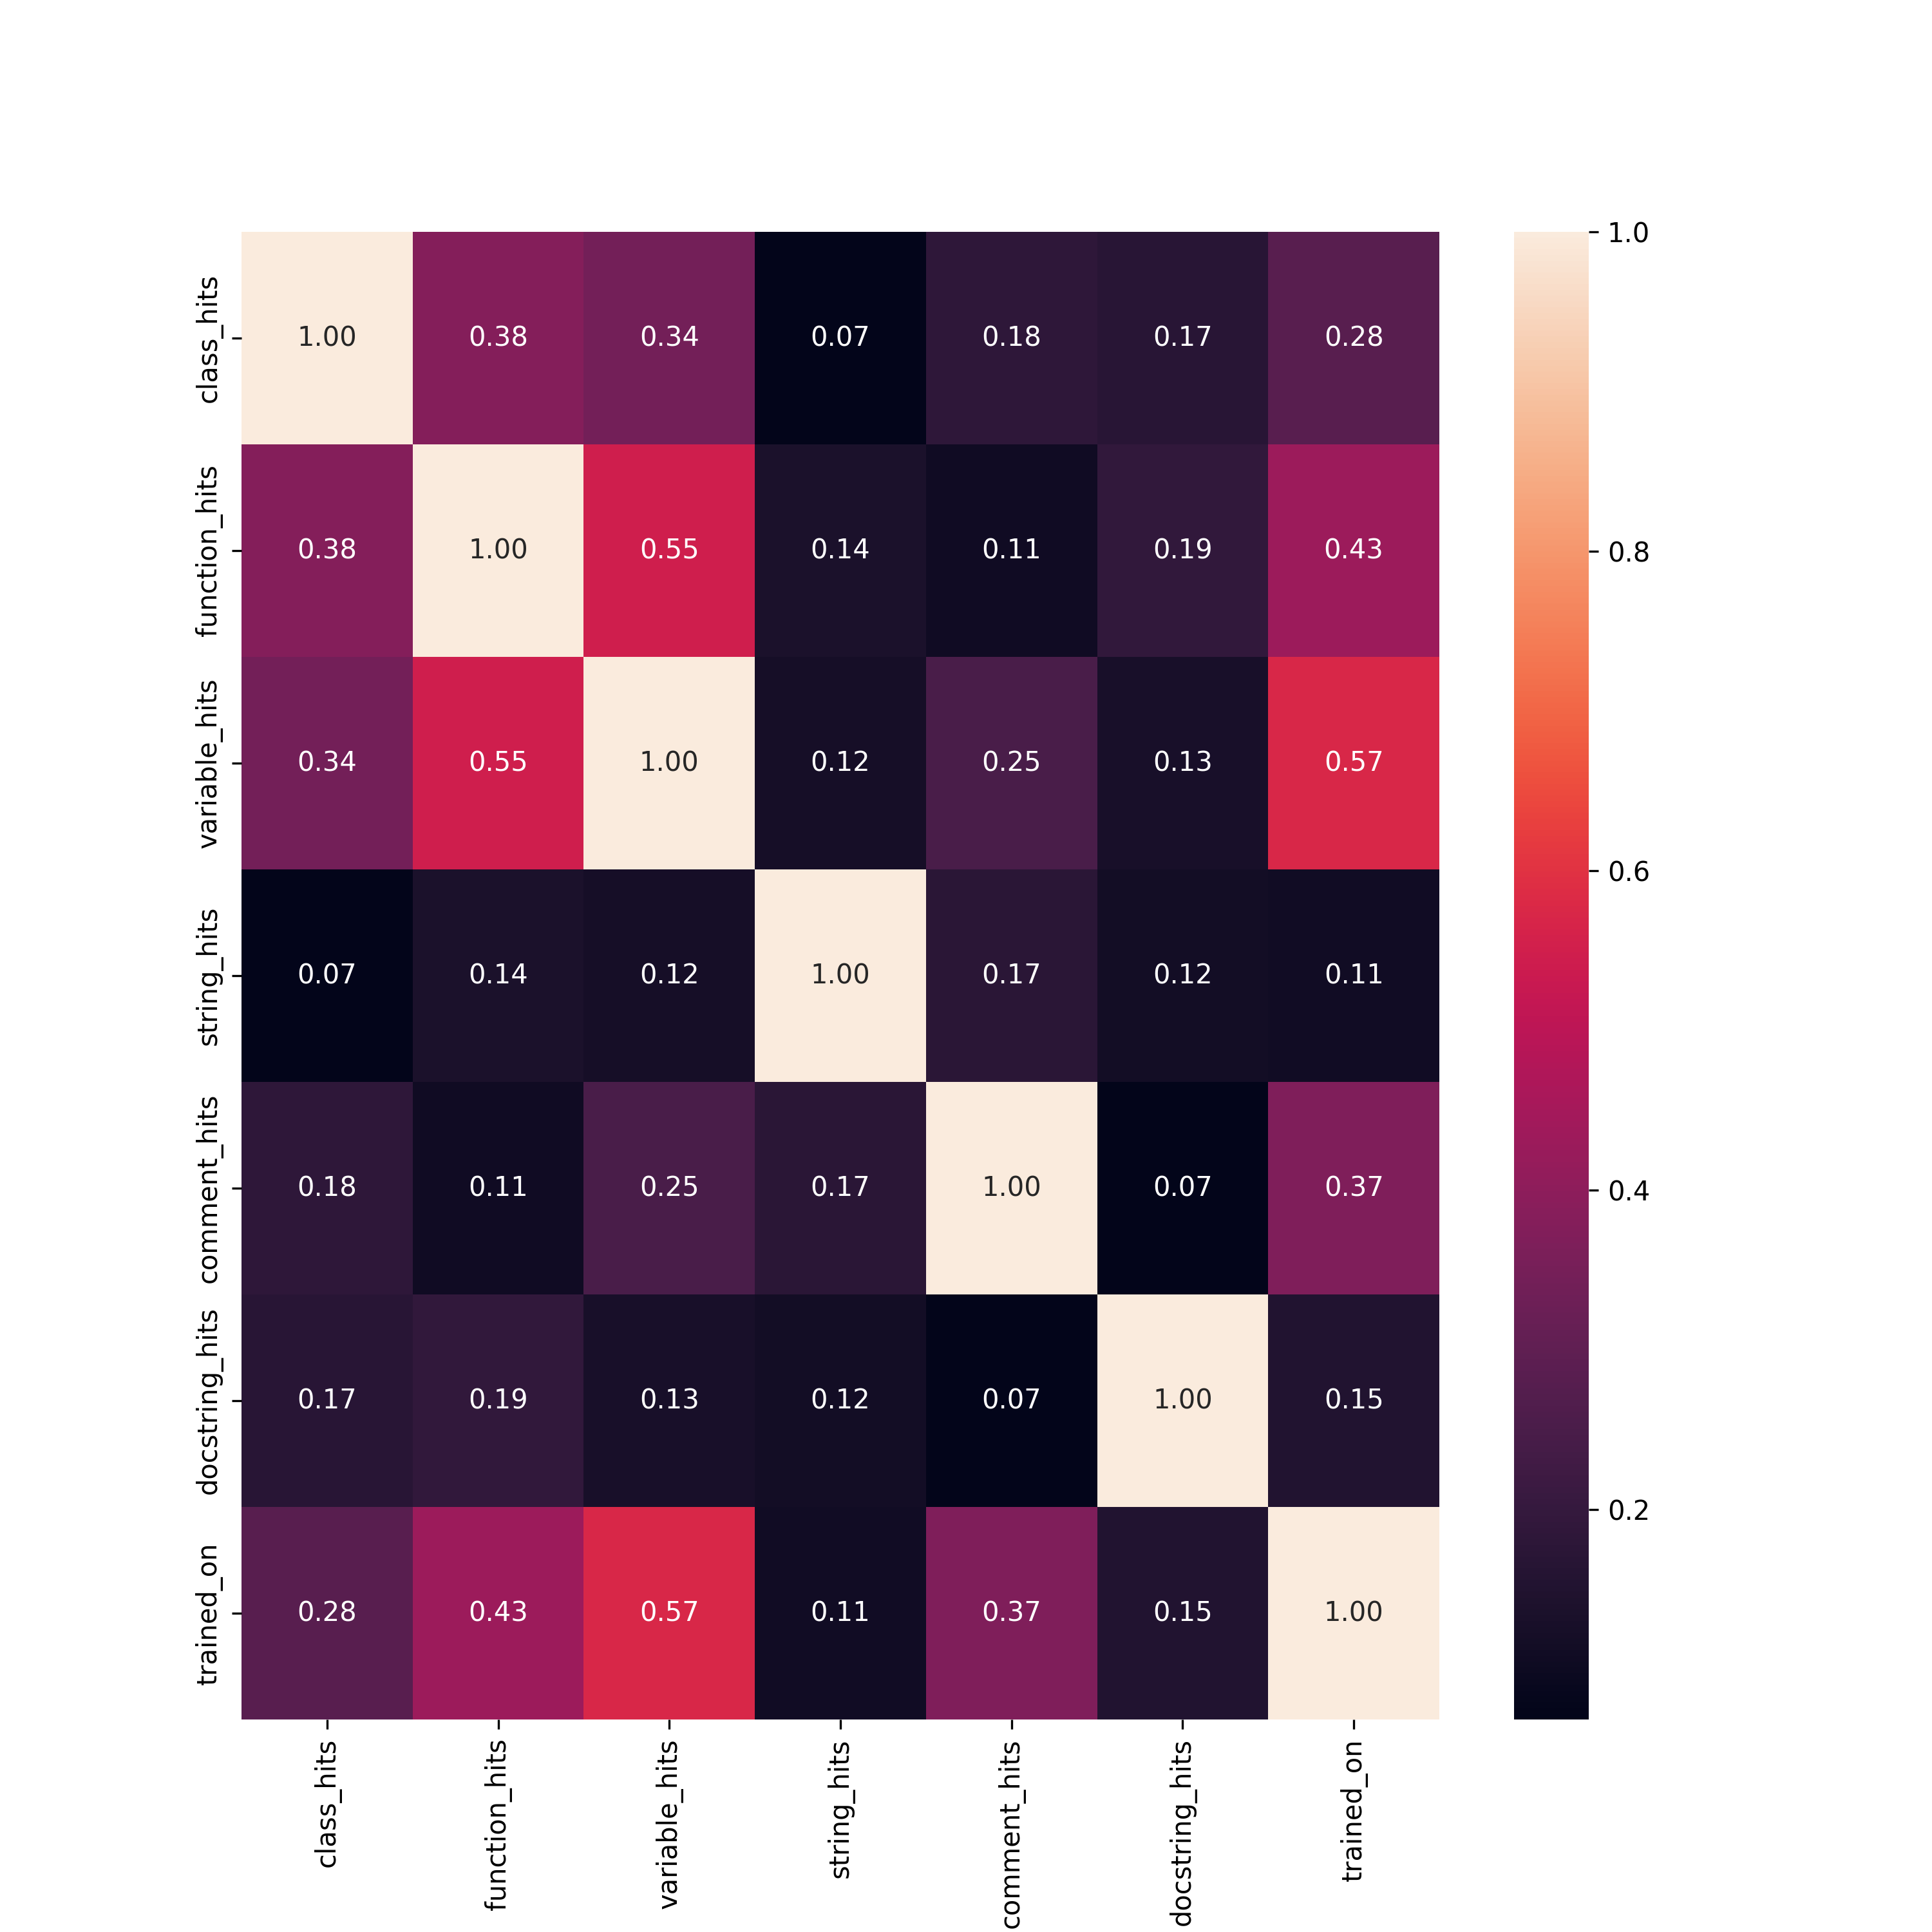 class_hits 1.00 0.38 0.34 0.07 0.18 0.17 0.28
function_hits 0.38 1.00 0.55 0.14 0.11 0.19 0.43
variable_hits 0.34 0.55 1.00 0.12 0.25 0.13 0.57
string_hits 0.07 0.14 0.12 1.00 0.17 0.12 0.11
comment_hits 0.18 0.11 0.25 0.17 1.00 0.07 0.37
docstring_hits 0.17 0.19 0.13 0.12 0.07 1.00 0.15
trained_on 0.28 0.43 0.57 0.11 0.37 0.15 1.00
class_hits function_hits variable_hits string_hits comment_hits docstring_hits trained_on
1.0
0.8
0.6
0.4
0.2